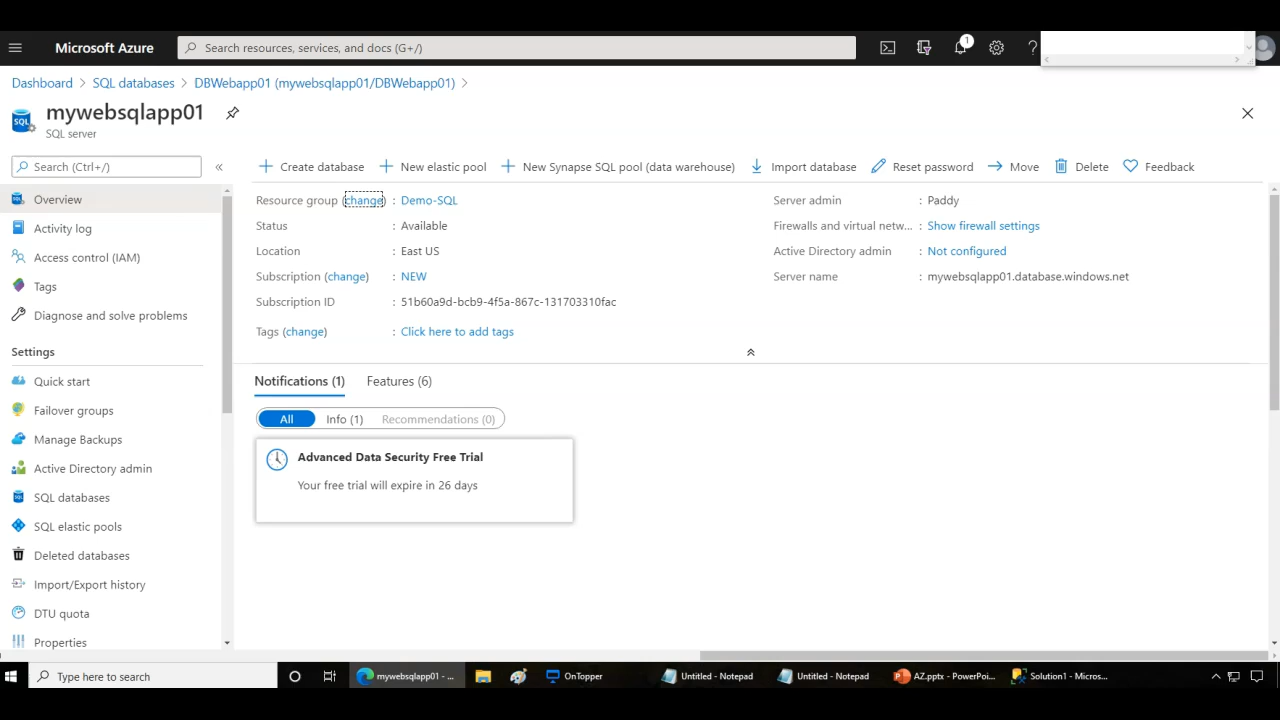 Microsoft Azure
Search resources, services, and docs (G+/)
1
Dashboard > SQL databases > DBWebapp01 (mywebsqlapp01/DBWebapp01) >
mywebsqlapp01
SQL server
Search (Ctrl+/)
«
Create database
New elastic pool
New Synapse SQL pool (data warehouse)
Import database
Reset password
Move
Delete
Feedback
Overview
Activity log
Access control (IAM)
Tags
Diagnose and solve problems
Settings
Quick start
Failover groups
Manage Backups
Active Directory admin
SQL databases
SQL elastic pools
Deleted databases
Import/Export history
DTU quota
Properties
Resource group (change) : Demo-SQL
Status : Available
Location : East US
Subscription (change) : NEW
Subscription ID : 51b60a9d-bcb9-4f5a-867c-131703310fac
Tags (change) : Click here to add tags
Server admin : Paddy
Firewalls and virtual netw... : Show firewall settings
Active Directory admin : Not configured
Server name : mywebsqlapp01.database.windows.net
Notifications (1) Features (6)
All Info (1) Recommendations (0)
Advanced Data Security Free Trial
Your free trial will expire in 26 days
Type here to search
mywebsqlapp01 - ...
OnTopper
Untitled - Notepad
Untitled - Notepad
AZ.pptx - PowerPoi...
Solution1 - Micros...